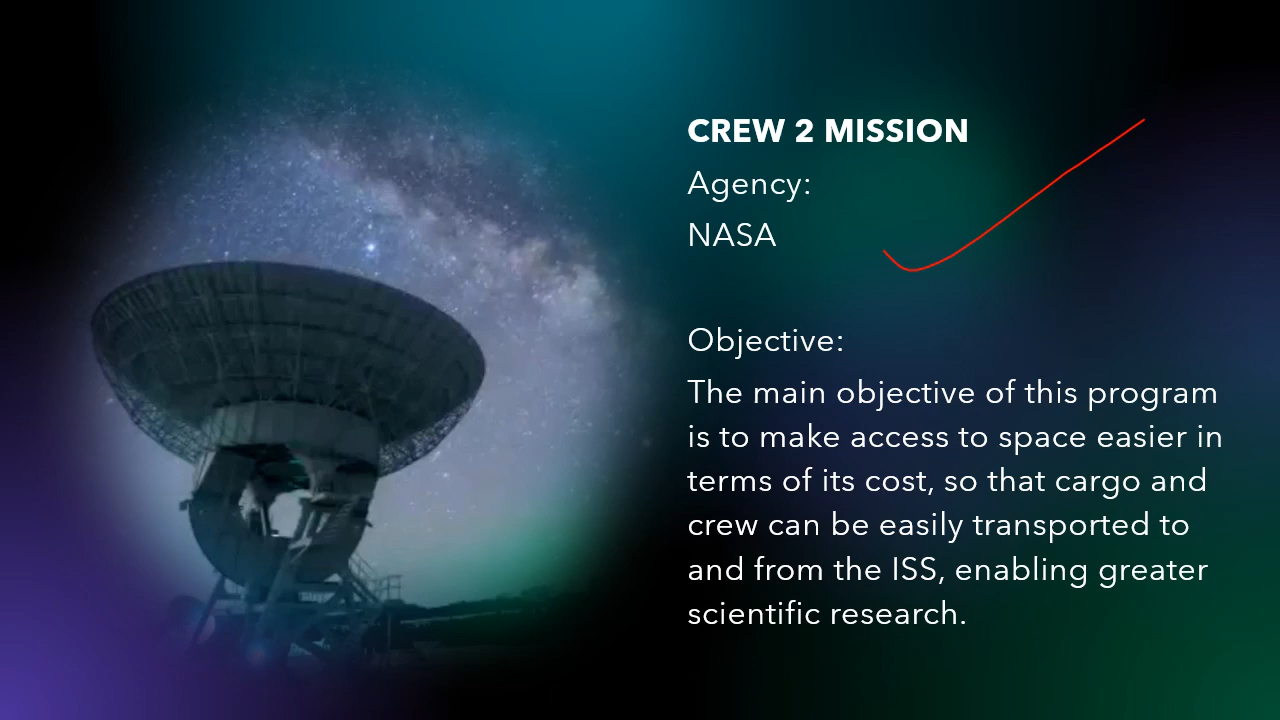 CREW 2 MISSION
Agency:
NASA
Objective:
The main objective of this program
is to make access to space easier in
terms of its cost, so that cargo and
crew can be easily transported to
and from the ISS, enabling greater
scientific research.